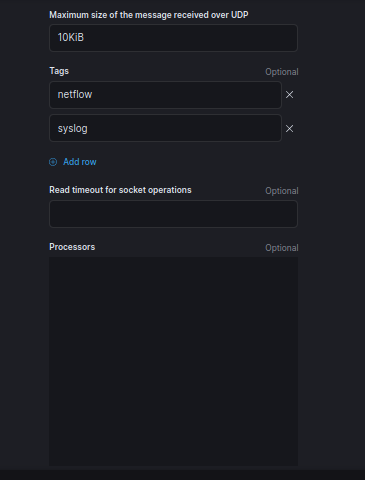 Maximum size of the message received over UDP
10KiB
Tags
Optional
netflow
syslog
Add row
Read timeout for socket operations
Optional
Processors
Optional